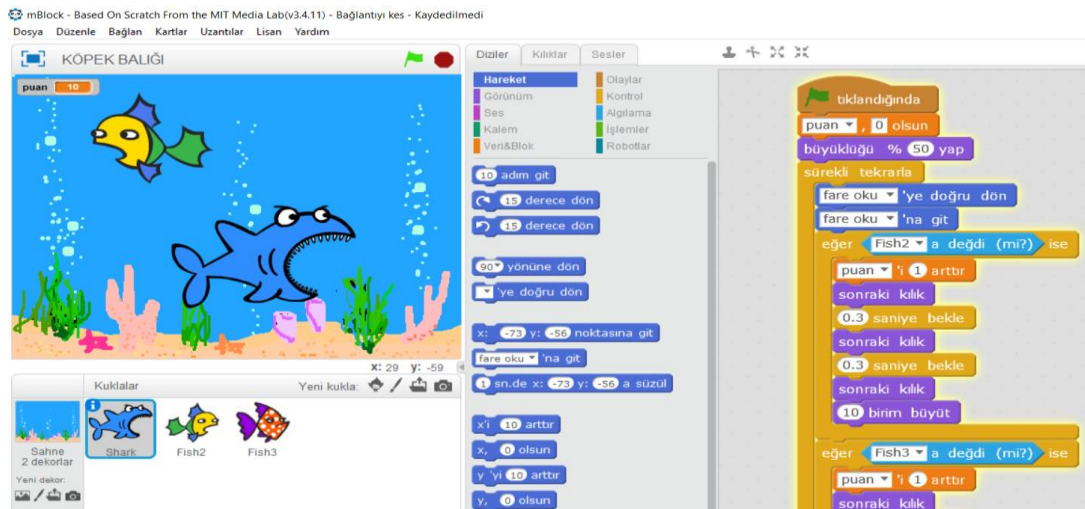 mBlock - Based On Scratch From the MIT Media Lab(v3.4.11) - Bağlantıyı kes - Kaydedilmedi
Dosya Düzenle Bağlan Kartlar Uzantılar Lisan Yardım
KÖPEK BALIĞI
puan 10
X: 29 y: -59
Kuklalar Yeni kukla:
Sahne
2 dekorlar
Yeni dekor:
Shark
Fish2
Fish3
Diziler Kılıklar Sesler
Hareket Olaylar
Görünüm Kontrol
Ses Algılama
Kalem İşlemler
Veri&Blok Robotlar
10 adım git
15 derece dön
15 derece dön
90 yönüne dön
'ye doğru dön
x: -73 y: -56 noktasına git
fare oku 'na git
1 sn.de x: -73 y: -56 a süzül
x'i 10 arttır
x, 0 olsun
y 'yi 10 arttır
y, 0 olsun
tıklandığında
puan , 0 olsun
büyüklüğü % 50 yap
sürekli tekrarla
fare oku 'ye doğru dön
fare oku 'na git
eğer Fish2 a değdi (mi?) ise
puan 'i 1 arttır
sonraki kılık
0.3 saniye bekle
sonraki kılık
0.3 saniye bekle
sonraki kılık
10 birim büyüt
eğer Fish3 a değdi (mi?) ise
puan 'i 1 arttır
sonraki kılık